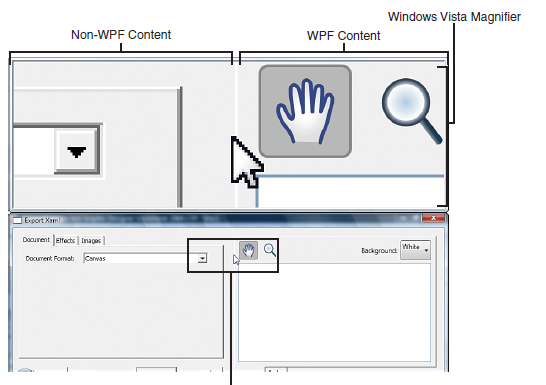 Windows Vista Magnifier
Non-WPF Content
WPF Content
Export Xaml
Document Effects Images
Document Format: Canvas
Background: White